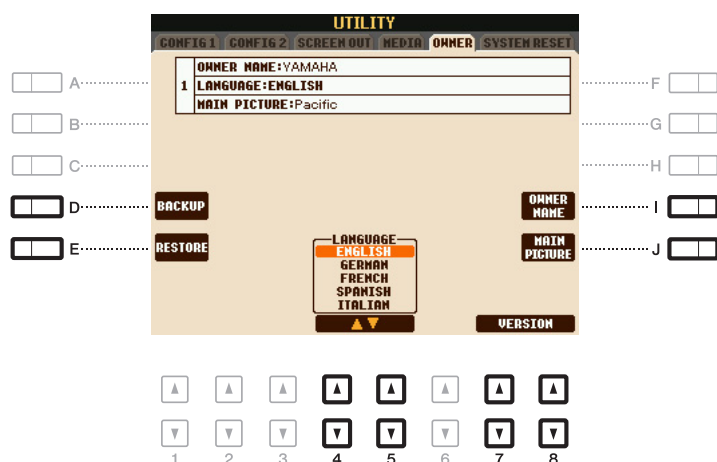 UTILITY
CONFIG 1 CONFIG 2 SCREEN OUT MEDIA OWNER SYSTEM RESET
OWNER NAME:YAMAHA
1 LANGUAGE:ENGLISH
MAIN PICTURE:Pacific
A F
B G
C H
D BACKUP OWNER NAME I
E RESTORE MAIN PICTURE J
LANGUAGE
ENGLISH
GERMAN
FRENCH
SPANISH
ITALIAN
VERSION
1 2 3 4 5 6 7 8